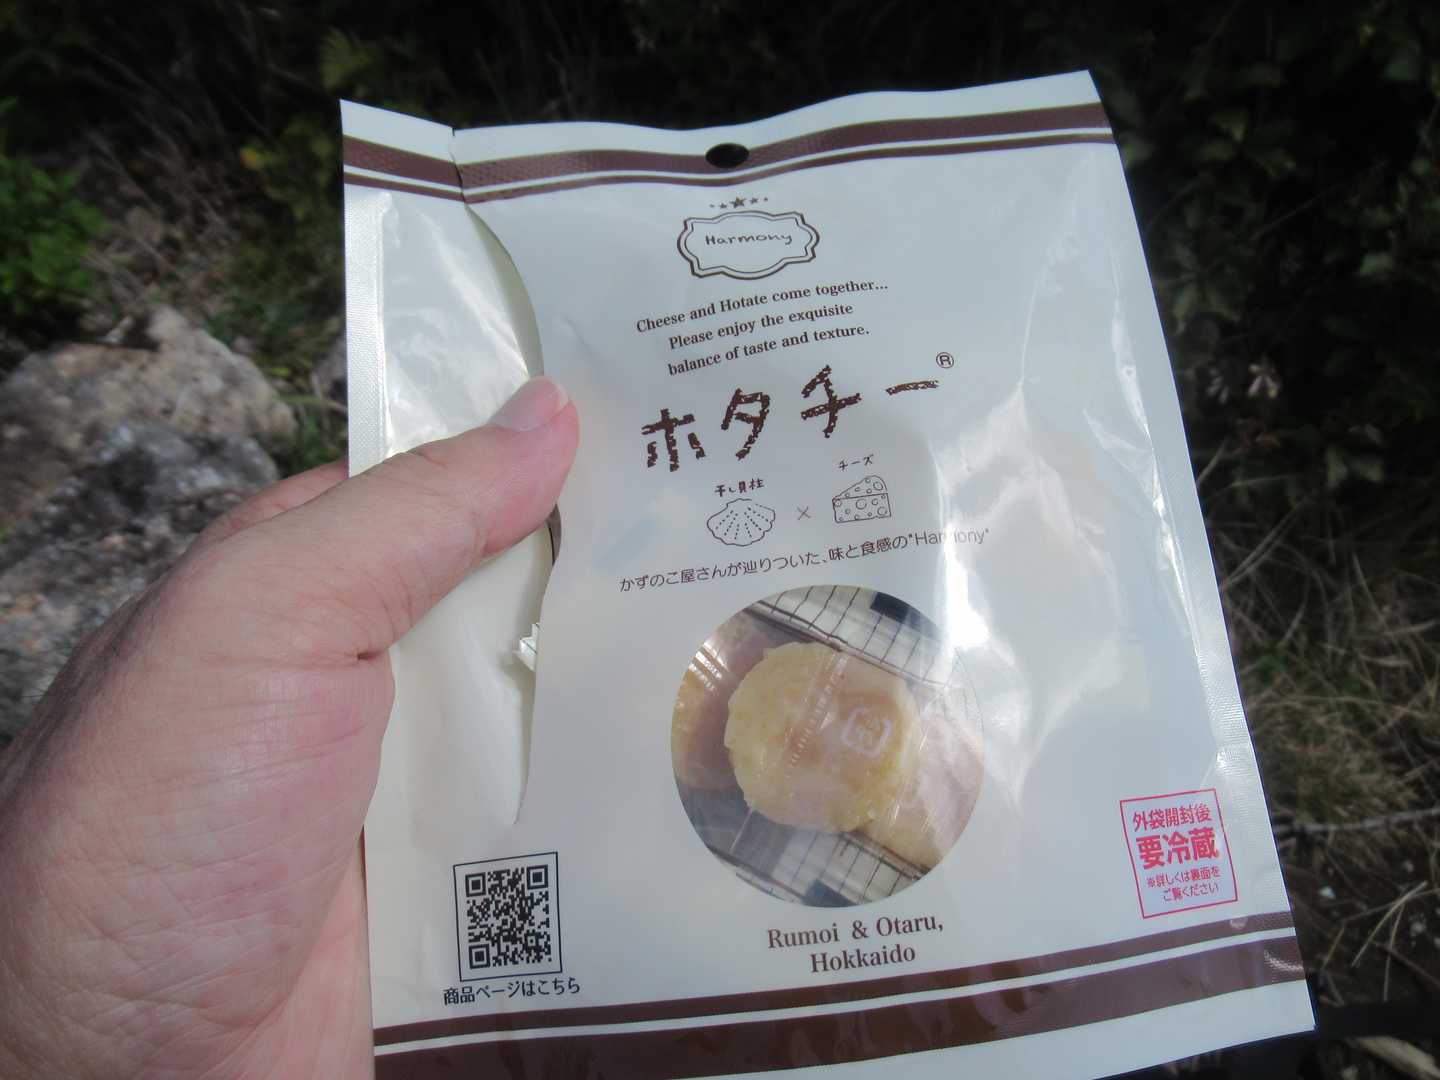 Harmony
Cheese and Hotate come together...
Please enjoy the exquisite
balance of taste and texture.
ホタチー®
干し貝柱
×
チーズ
かずのこ屋さんが辿りついた、味と食感の"Harmony"
外袋開封後
要冷蔵
※詳しくは裏面を
ご覧ください
Rumoi & Otaru,
Hokkaido
商品ページはこちら